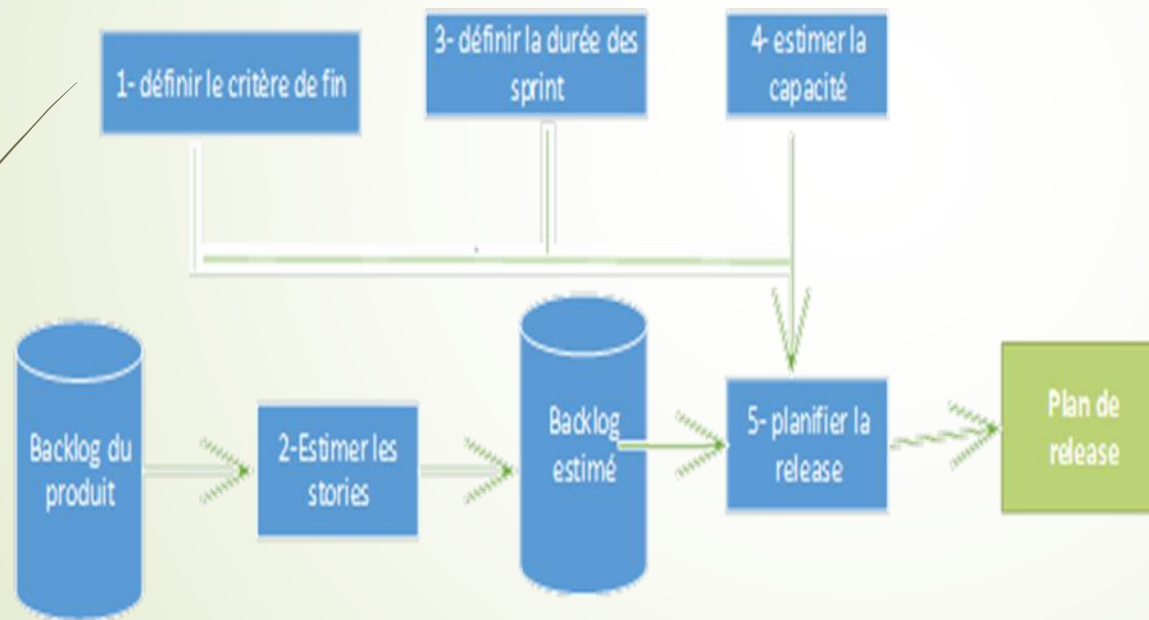 1- définir le critère de fin
3- définir la durée des
sprint
4- estimer la
capacité
Backlog du
produit
2-Estimer les
stories
Backlog
estimé
5- planifier la
release
Plan de
release